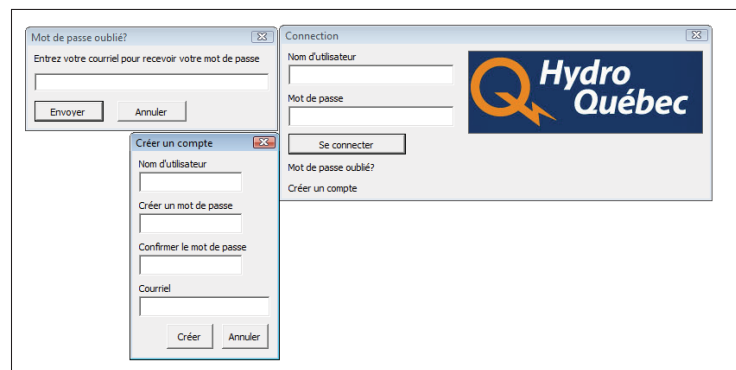 Mot de passe oublié?
Entrez votre courriel pour recevoir votre mot de passe
Envoyer
Annuler
Connection
Nom d'utilisateur
Mot de passe
Se connecter
Mot de passe oublié?
Créer un compte
Hydro
Québec
Créer un compte
Nom d'utilisateur
Créer un mot de passe
Confirmer le mot de passe
Courriel
Créer
Annuler